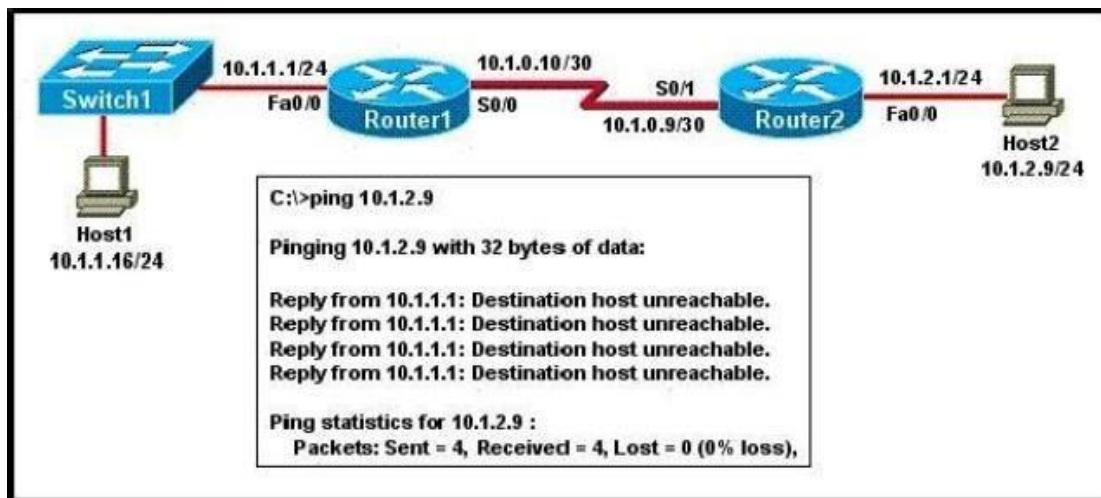 10.1.1.1/24
10.1.0.10/30
S0/1
10.1.2.1/24
Switch1
Fa0/0
Router1
S0/0
10.1.0.9/30
Router2
Fa0/0
Host2
10.1.2.9/24
Host1
10.1.1.16/24
C:\>ping 10.1.2.9
Pinging 10.1.2.9 with 32 bytes of data:
Reply from 10.1.1.1: Destination host unreachable.
Reply from 10.1.1.1: Destination host unreachable.
Reply from 10.1.1.1: Destination host unreachable.
Reply from 10.1.1.1: Destination host unreachable.
Ping statistics for 10.1.2.9 :
Packets: Sent = 4, Received = 4, Lost = 0 (0% loss),